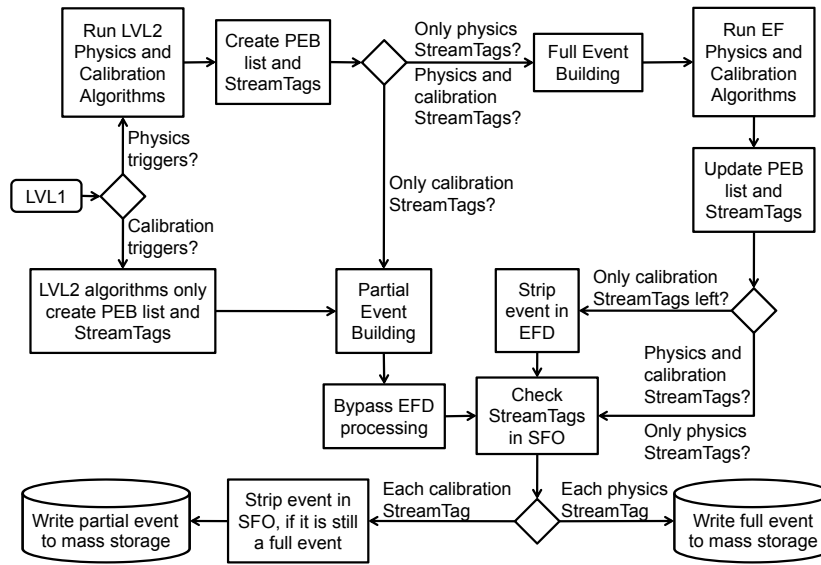 Run LVL2
Physics and
Calibration
Algorithms
Create PEB
list and
StreamTags
Only physics
StreamTags?
Physics and
calibration
StreamTags?
Full Event
Building
Run EF
Physics and
Calibration
Algorithms
Physics
triggers?
LVL1
Calibration
triggers?
Only calibration
StreamTags?
Update PEB
list and
StreamTags
LVL2 algorithms only
create PEB list and
StreamTags
Partial
Event
Building
Strip
event in
EFD
Only calibration
StreamTags left?
Physics and
calibration
StreamTags?
Only physics
StreamTags?
Bypass EFD
processing
Check
StreamTags
in SFO
Write partial event
to mass storage
Strip event in
SFO, if it is still
a full event
Each calibration
StreamTag
Each physics
StreamTag
Write full event
to mass storage